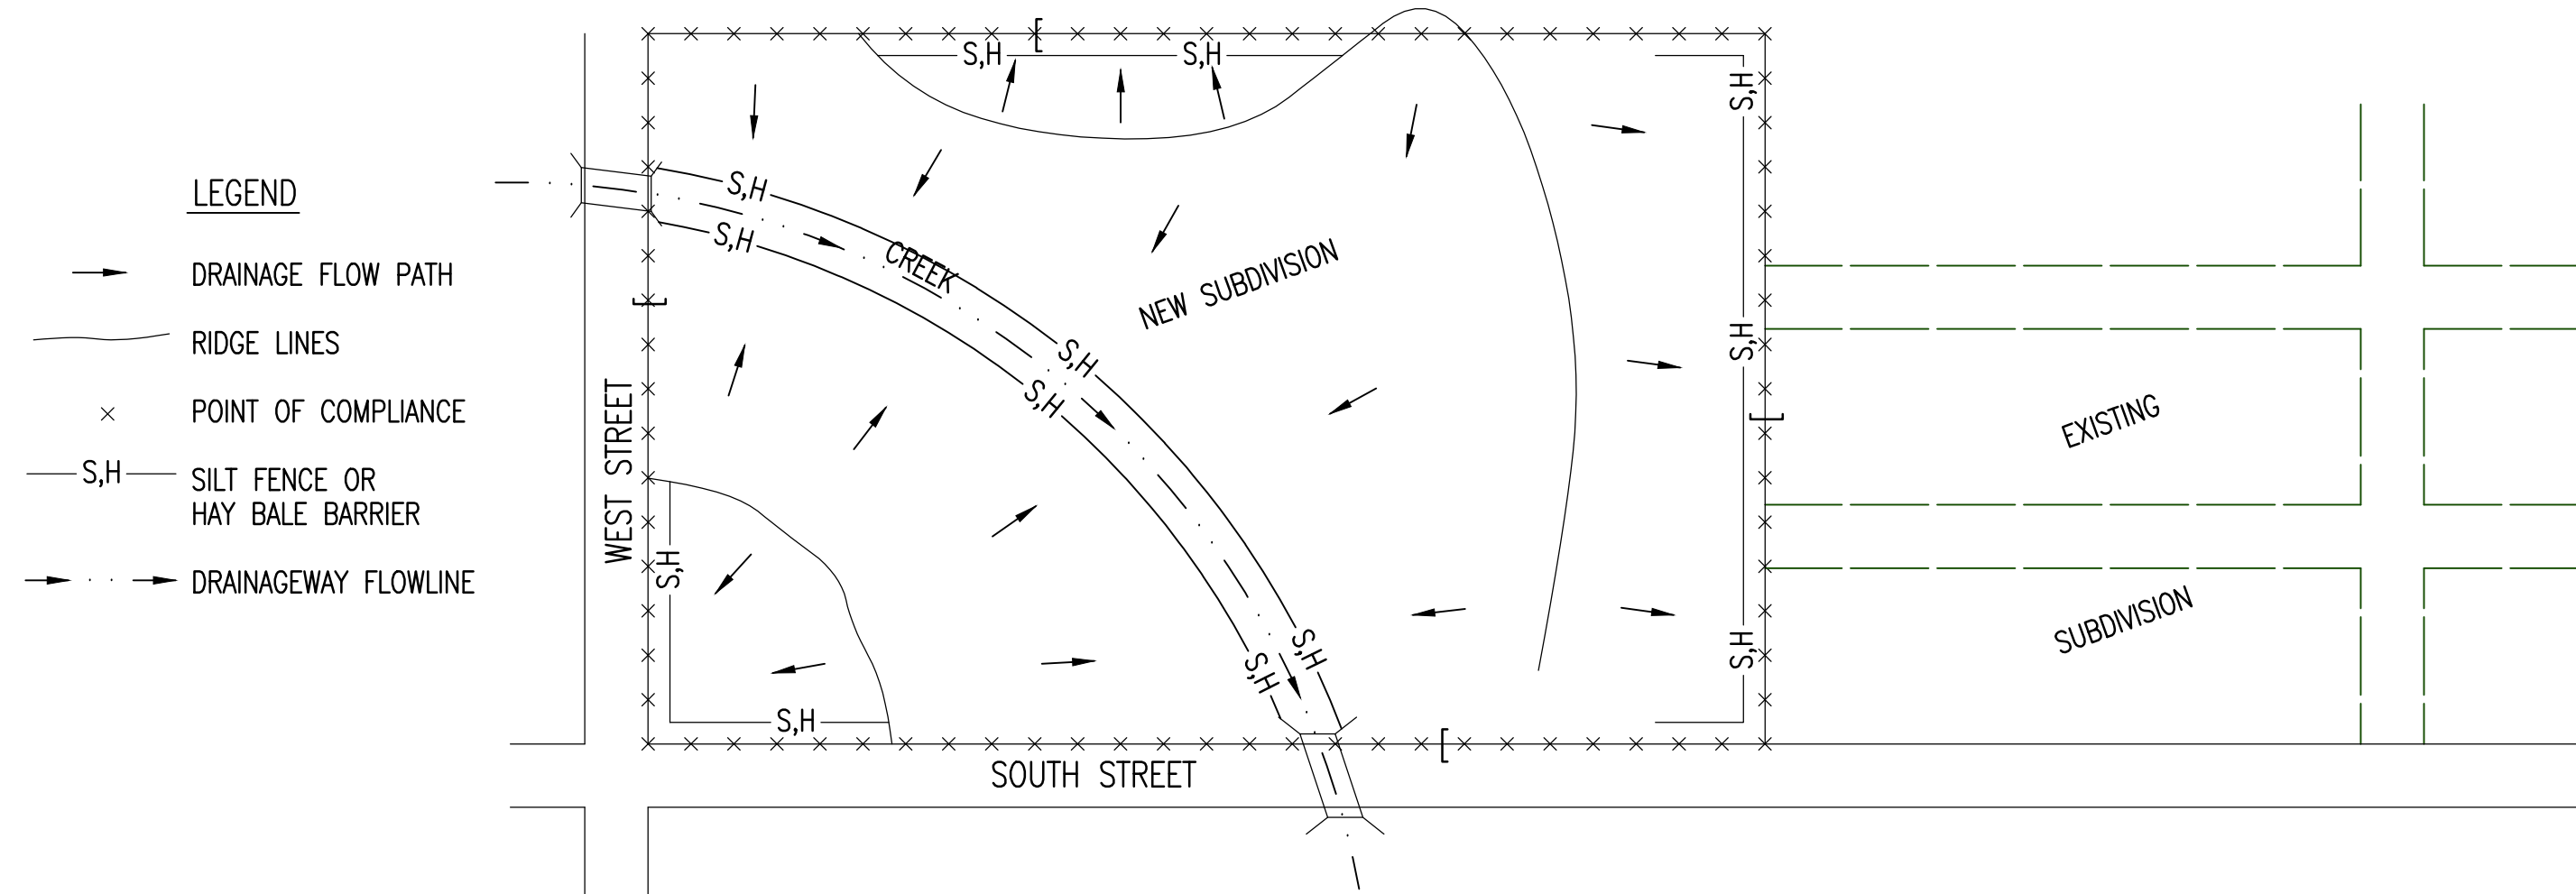 LEGEND
DRAINAGE FLOW PATH
RIDGE LINES
POINT OF COMPLIANCE
S,H
SILT FENCE OR
HAY BALE BARRIER
DRAINAGEWAY FLOWLINE
S,H
S,H
S,H
S,H
S,H
CREEK
NEW SUBDIVISION
S,H
S,H
S,H
WEST STREET
EXISTING
S,H
S,H
S,H
S,H
SUBDIVISION
S,H
SOUTH STREET